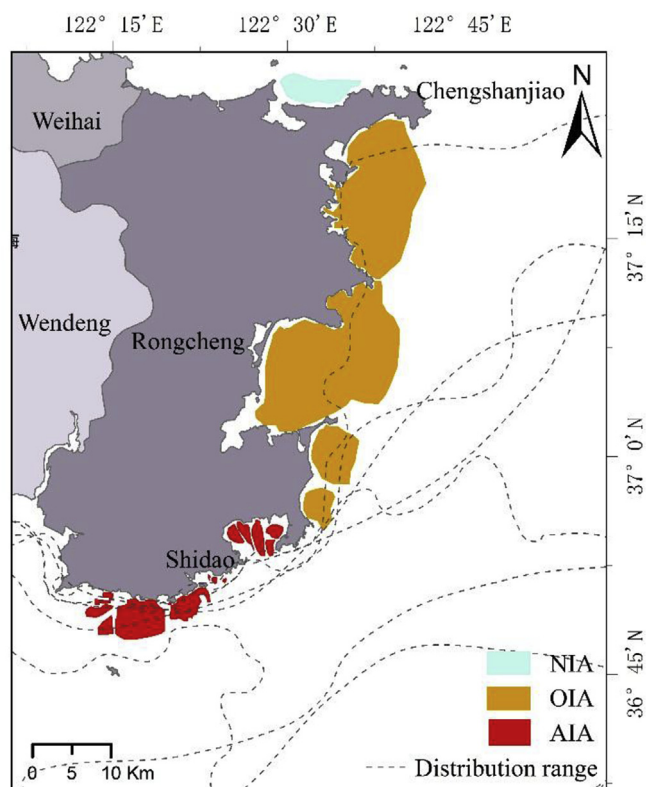 122° 15′ E
122° 30′ E
122° 45′ E
N
Chengshanjiao
Weihai
37° 15′ N
Wendeng
Rongcheng
37° 0′ N
Shidao
36° 45′ N
NIA
OIA
AIA
Distribution range
0 5 10 Km